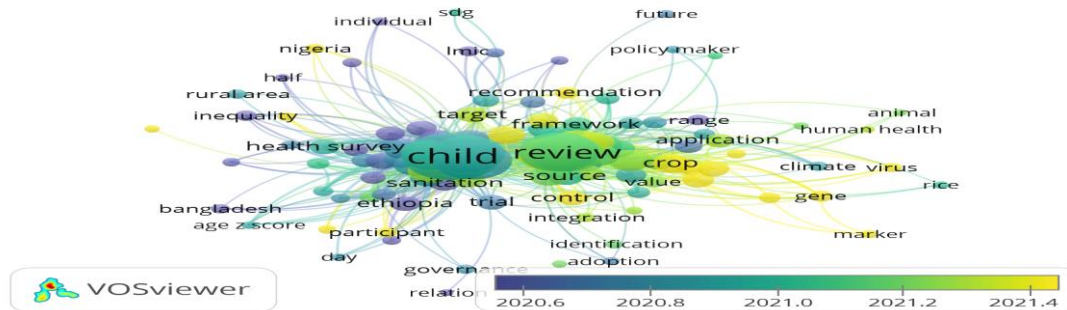 sdg
future
individual
nigeria
lmic
policy maker
half
rural area
recommendation
inequality
target
framework
range
animal
human health
health survey
child
review
application
crop
climate
virus
sanitation
source
value
rice
bangladesh
ethiopia
trial
control
gene
age z score
participant
integration
marker
day
identification
governance
adoption
relation
VOSviewer
2020.6
2020.8
2021.0
2021.2
2021.4